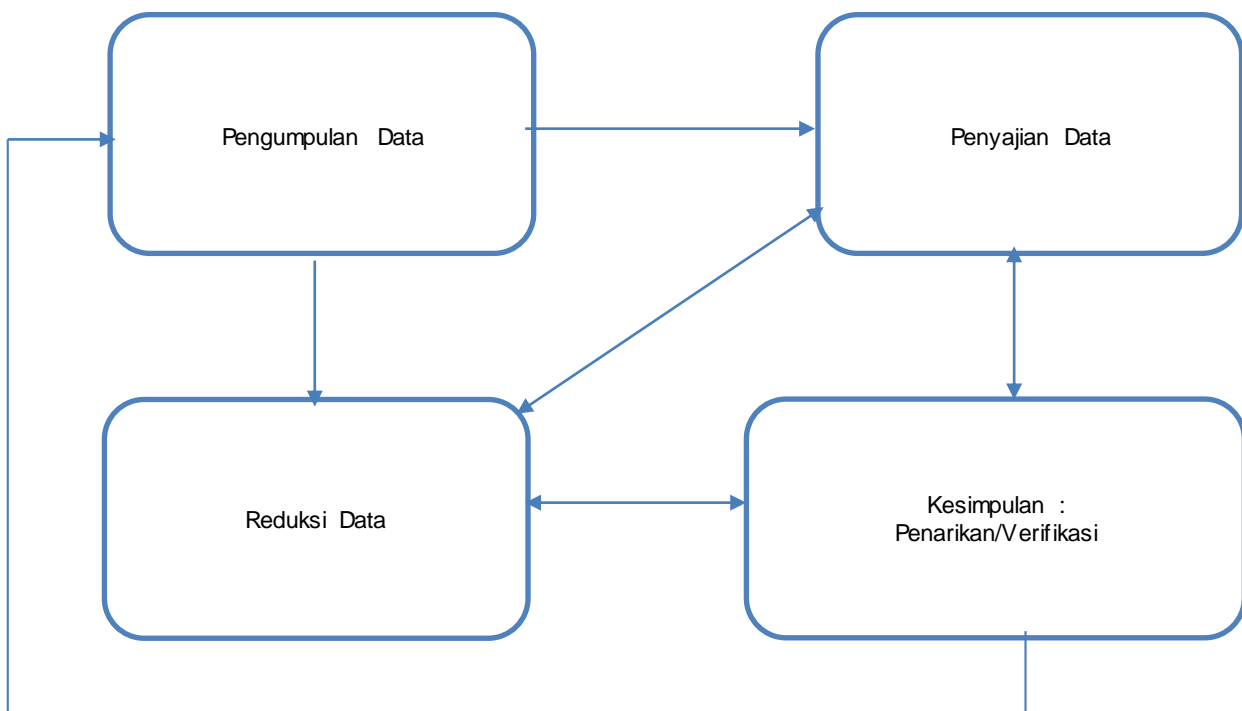 Pengumpulan Data
Penyajian Data
Reduksi Data
Kesimpulan :
Penarikan/Verifikasi